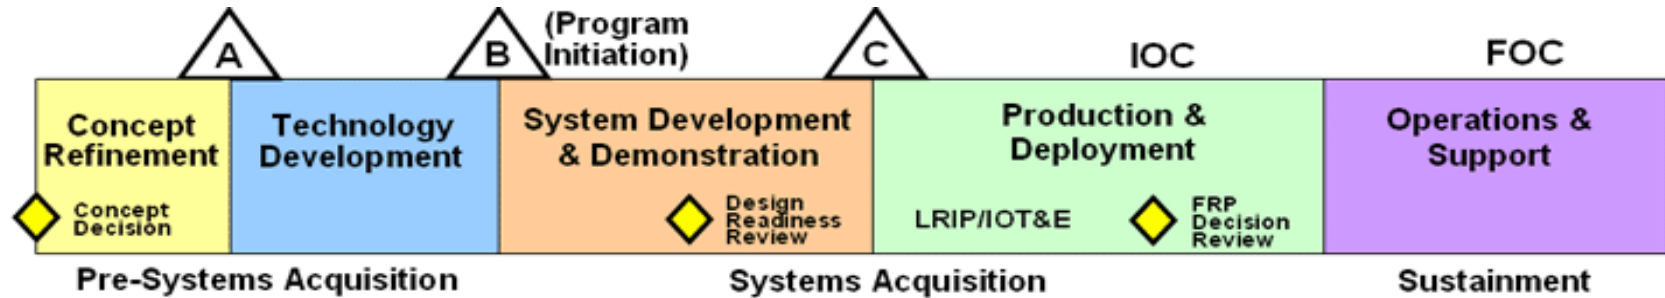 A
B
(Program
Initiation)
C
IOC
FOC
Concept
Refinement
Technology
Development
System Development
& Demonstration
Production &
Deployment
Operations &
Support
Concept
Decision
Design
Readiness
Review
LRIP/IOT&E
FRP
Decision
Review
Pre-Systems Acquisition
Systems Acquisition
Sustainment